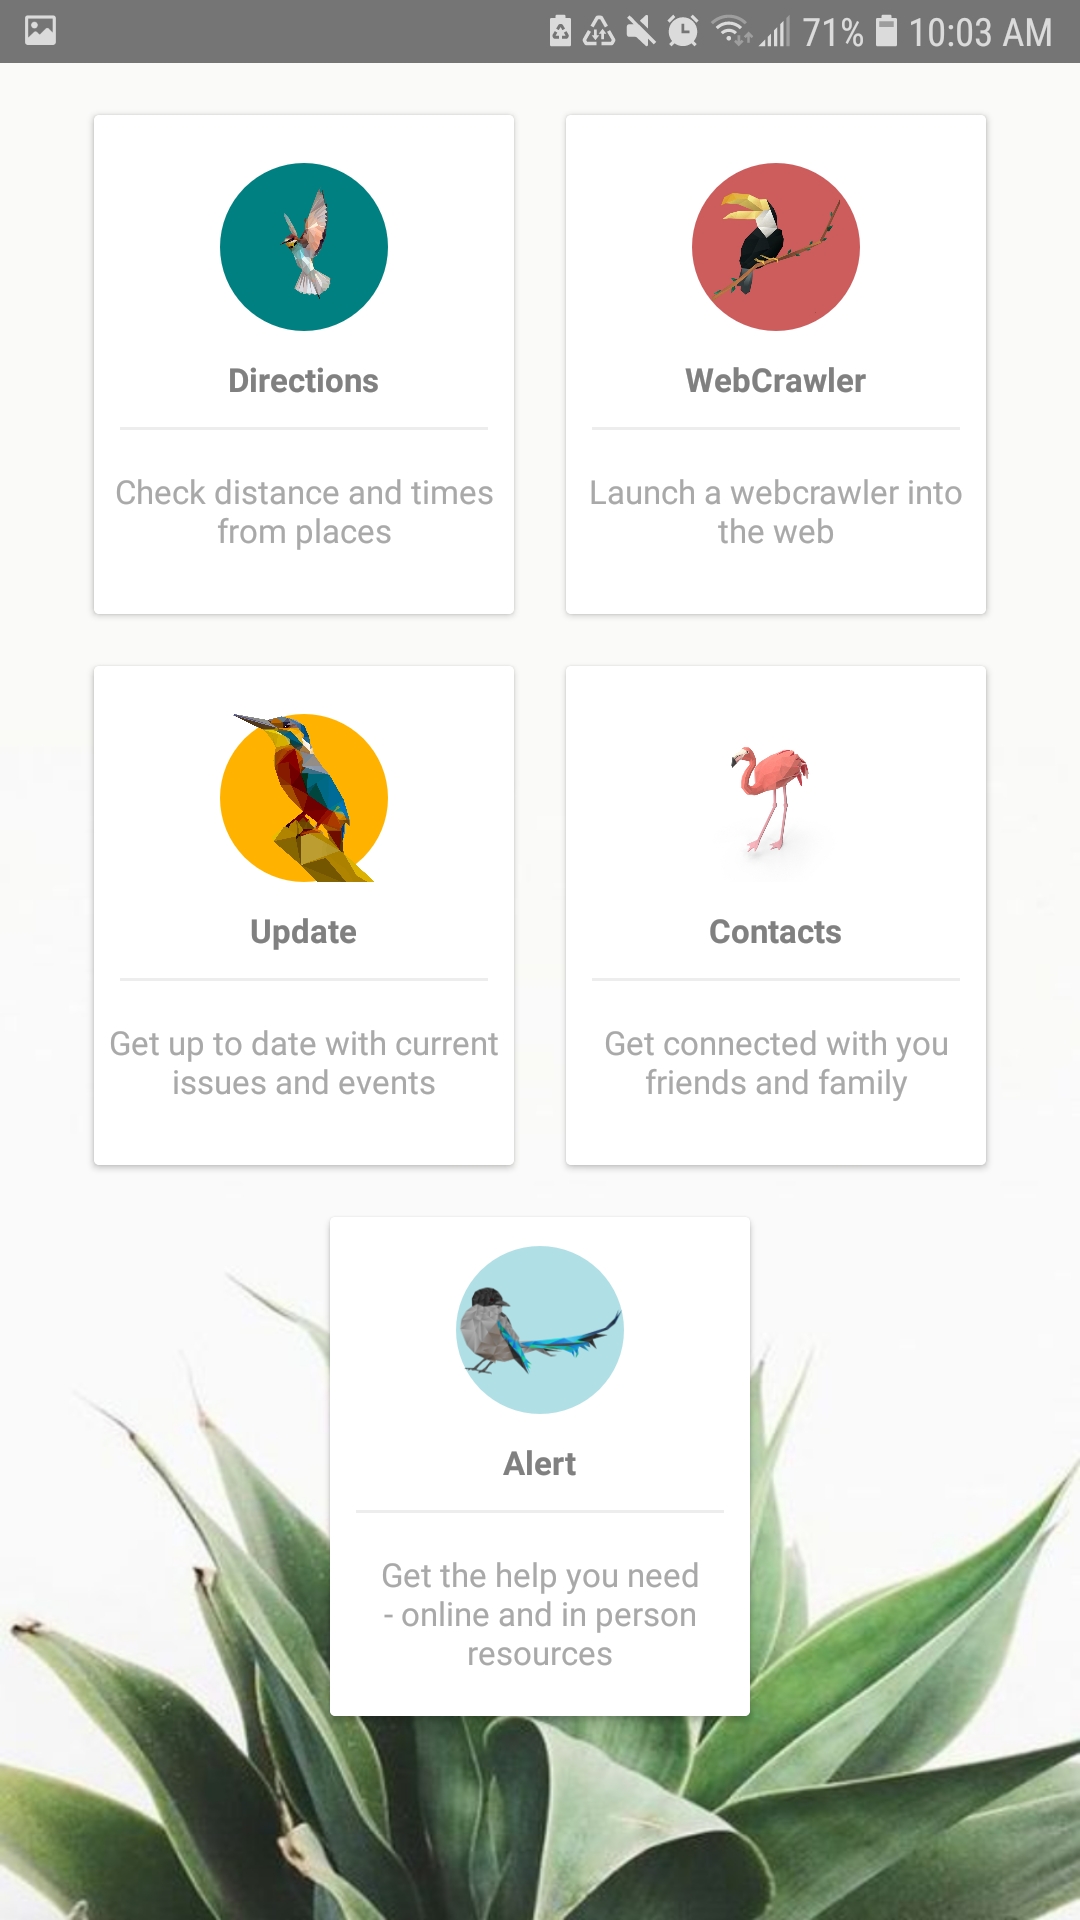 71% 10:03 AM
Directions
Check distance and times
from places
WebCrawler
Launch a webcrawler into
the web
Update
Get up to date with current
issues and events
Contacts
Get connected with you
friends and family
Alert
Get the help you need
- online and in person
resources